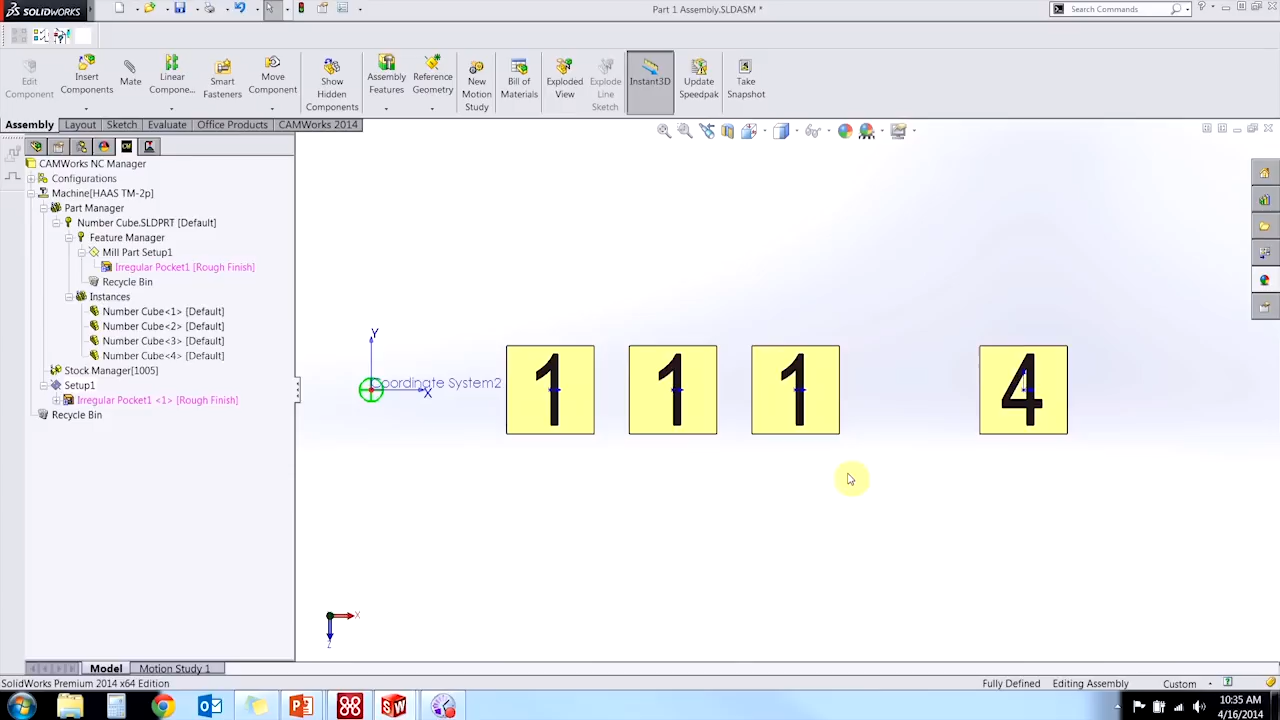 SOLIDWORKS
Part 1 Assembly.SLDASM *
Search Commands
Edit Component
Insert Components
Mate
Linear Compone...
Smart Fasteners
Move Component
Show Hidden Components
Assembly Features
Reference Geometry
New Motion Study
Bill of Materials
Exploded View
Explode Line Sketch
Instant3D
Update Speedpak
Take Snapshot
Assembly Layout Sketch Evaluate Office Products CAMWorks 2014
CAMWorks NC Manager
Configurations
Machine[HAAS TM-2p]
Part Manager
Number Cube.SLDPRT [Default]
Feature Manager
Mill Part Setup1
Irregular Pocket1 [Rough Finish]
Recycle Bin
Instances
Number Cube<1> [Default]
Number Cube<2> [Default]
Number Cube<3> [Default]
Number Cube<4> [Default]
Stock Manager[1005]
Setup1
Irregular Pocket1 <1> [Rough Finish]
Recycle Bin
Y
Coordinate System2
X
1 1 1 4
X
Z
Model Motion Study 1
SolidWorks Premium 2014 x64 Edition
Fully Defined Editing Assembly Custom
10:35 AM
4/16/2014